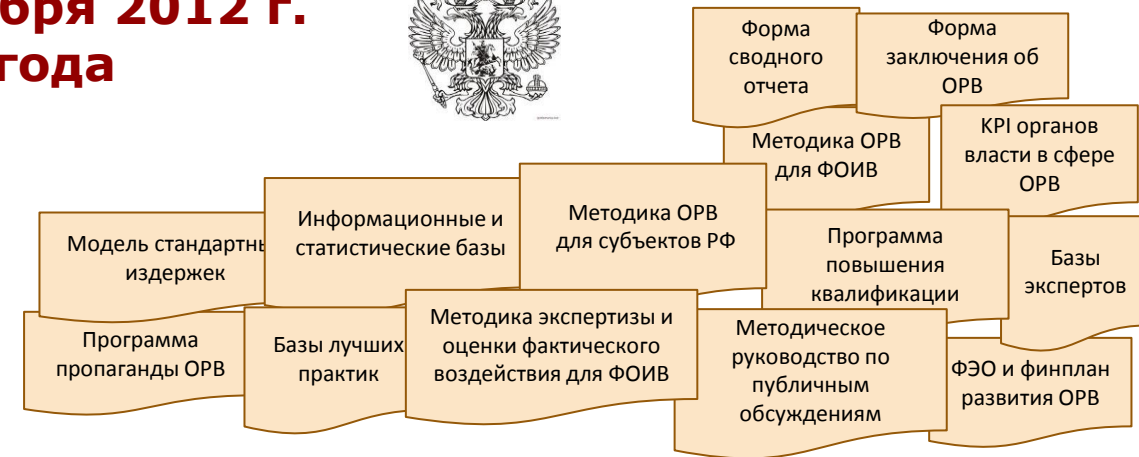 бря 2012 г.
года
Форма
сводного
отчета
Форма
заключения об
ОРВ
Методика ОРВ
для ФОИВ
KPI органов
власти в сфере
ОРВ
Модель стандартны
издержек
Информационные и
статистические базы
Методика ОРВ
для субъектов РФ
Программа
повышения
квалификации
Базы
экспертов
Программа
пропаганды ОРВ
Базы лучших
практик
Методика экспертизы и
оценки фактического
воздействия для ФОИВ
Методическое
руководство по
публичным
обсуждениям
ФЭО и финплан
развития ОРВ